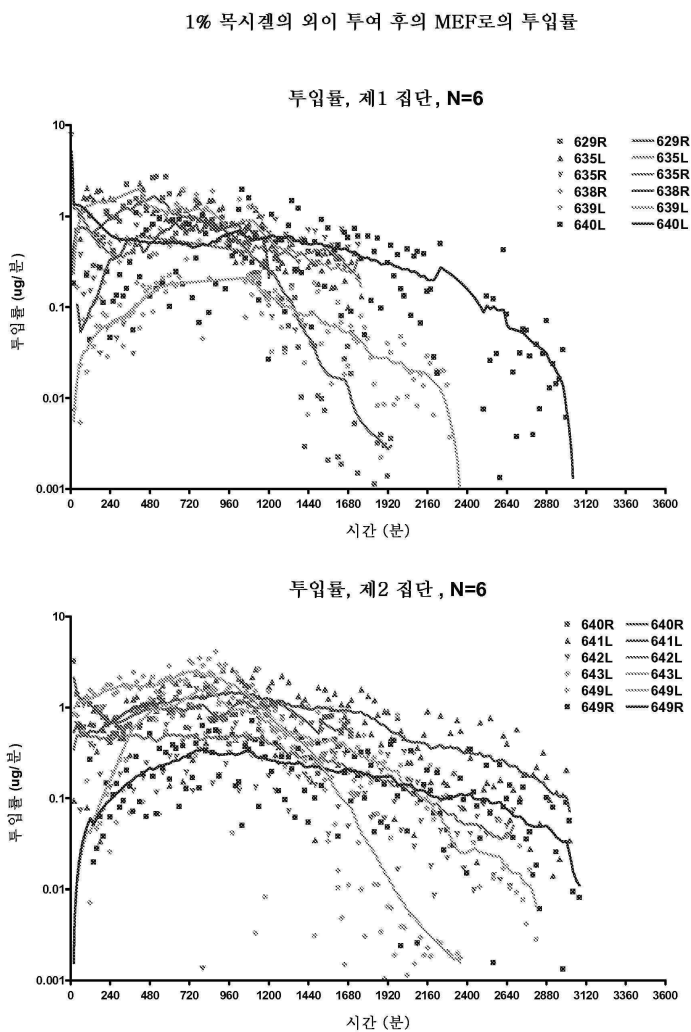 1% 목시겔의 외이 투여 후의 MEF로의 투입률
투입률, 제1 집단, N=6
629R 629R
635L 635L
635R 635R
638R 638R
639L 639L
640L 640L
투입률 (ug/분)
10
1
0.1
0.01
0.001
0 240 480 720 960 1200 1440 1680 1920 2160 2400 2640 2880 3120 3360 3600
시간 (분)
투입률, 제2 집단, N=6
640R 640R
641L 641L
642L 642L
643L 643L
649L 649L
649R 649R
투입률 (ug/분)
10
1
0.1
0.01
0.001
0 240 480 720 960 1200 1440 1680 1920 2160 2400 2640 2880 3120 3360 3600
시간 (분)